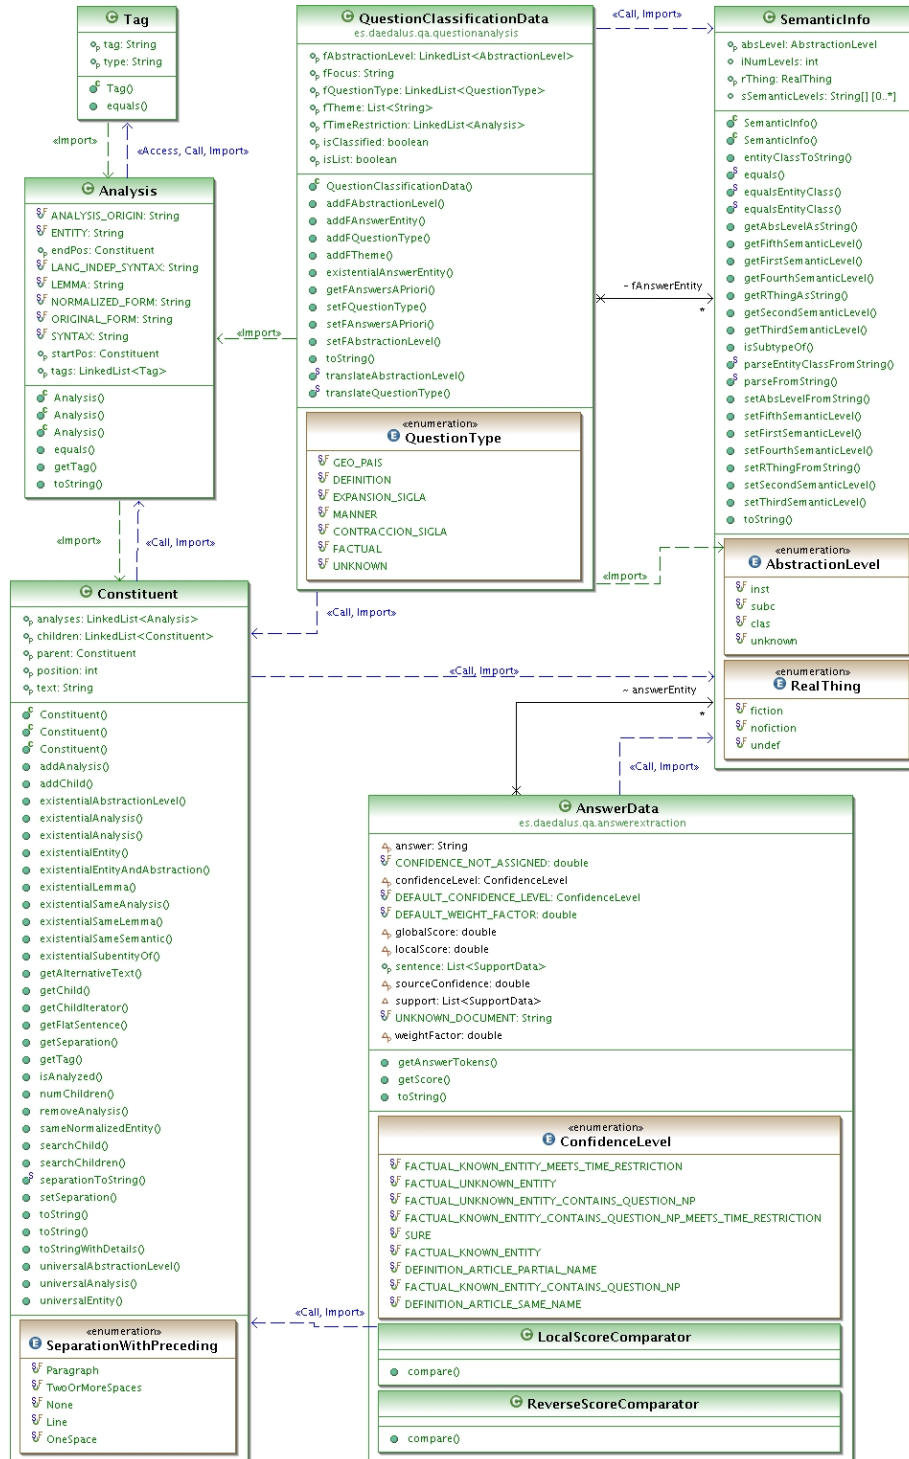 Tag
tag: String
type: String
Tag()
equals()
«Import»
«Access, Call, Import»
Analysis
ANALYSIS_ORIGIN: String
ENTITY: String
endPos: Constituent
LANG_INDEP_SYNTAX: String
LEMMA: String
NORMALIZED_FORM: String
ORIGINAL_FORM: String
SYNTAX: String
startPos: Constituent
tags: LinkedList<Tag>
Analysis()
Analysis()
Analysis()
equals()
getTag()
toString()
«Import»
«Call, Import»
QuestionClassificationData
es.daedalus.qa.questionanalysis
fAbstractionLevel: LinkedList<AbstractionLevel>
fFocus: String
fQuestionType: LinkedList<QuestionType>
fTheme: List<String>
fTimeRestriction: LinkedList<Analysis>
isClassified: boolean
isList: boolean
QuestionClassificationData()
addFAbstractionLevel()
addFAnswerEntity()
addFQuestionType()
addFTheme()
existentialAnswerEntity()
getFAnswersAPriori()
setFQuestionType()
setFAnswersAPriori()
setFAbstractionLevel()
toString()
translateAbstractionLevel()
translateQuestionType()
«enumeration»
QuestionType
GEO_PAIS
DEFINITION
EXPANSION_SIGLA
MANNER
CONTRACCION_SIGLA
FACTUAL
UNKNOWN
«Import»
«Call, Import»
~ fAnswerEntity
*
«Import»
«Call, Import»
SemanticInfo
absLevel: AbstractionLevel
iNumLevels: int
rThing: RealThing
sSemanticLevels: String[] [0..*]
SemanticInfo()
SemanticInfo()
entityClassToString()
equals()
equalsEntityClass()
equalsEntityClass()
getAbsLevelAsString()
getFifthSemanticLevel()
getFirstSemanticLevel()
getFourthSemanticLevel()
getRThingAsString()
getSecondSemanticLevel()
getThirdSemanticLevel()
isSubtypeOf()
parseEntityClassFromString()
parseFromString()
setAbsLevelFromString()
setFifthSemanticLevel()
setFirstSemanticLevel()
setFourthSemanticLevel()
setRThingFromString()
setSecondSemanticLevel()
setThirdSemanticLevel()
toString()
«enumeration»
AbstractionLevel
inst
subc
clas
unknown
«enumeration»
RealThing
fiction
nofiction
undef
Constituent
analyses: LinkedList<Analysis>
children: LinkedList<Constituent>
parent: Constituent
position: int
text: String
Constituent()
Constituent()
Constituent()
addAnalysis()
addChild()
existentialAbstractionLevel()
existentialAnalysis()
existentialAnalysis()
existentialEntity()
existentialEntityAndAbstraction()
existentialLemma()
existentialSameAnalysis()
existentialSameLemma()
existentialSameSemantic()
existentialSubentityOf()
getAlternativeText()
getChild()
getChildIterator()
getFlatSentence()
getSeparation()
getTag()
isAnalyzed()
numChildren()
removeAnalysis()
sameNormalizedEntity()
searchChild()
searchChildren()
separationToString()
setSeparation()
toString()
toString()
toStringWithDetails()
universalAbstractionLevel()
universalAnalysis()
universalEntity()
«enumeration»
SeparationWithPreceding
Paragraph
TwoOrMoreSpaces
None
Line
OneSpace
«Call, Import»
~ answerEntity
*
«Call, Import»
«Call, Import»
AnswerData
es.daedalus.qa.answerextraction
answer: String
CONFIDENCE_NOT_ASSIGNED: double
confidenceLevel: ConfidenceLevel
DEFAULT_CONFIDENCE_LEVEL: ConfidenceLevel
DEFAULT_WEIGHT_FACTOR: double
globalScore: double
localScore: double
sentence: List<SupportData>
sourceConfidence: double
support: List<SupportData>
UNKNOWN_DOCUMENT: String
weightFactor: double
getAnswerTokens()
getScore()
toString()
«enumeration»
ConfidenceLevel
FACTUAL_KNOWN_ENTITY_MEETS_TIME_RESTRICTION
FACTUAL_UNKNOWN_ENTITY
FACTUAL_UNKNOWN_ENTITY_CONTAINS_QUESTION_NP
FACTUAL_KNOWN_ENTITY_CONTAINS_QUESTION_NP_MEETS_TIME_RESTRICTION
SURE
FACTUAL_KNOWN_ENTITY
DEFINITION_ARTICLE_PARTIAL_NAME
FACTUAL_KNOWN_ENTITY_CONTAINS_QUESTION_NP
DEFINITION_ARTICLE_SAME_NAME
LocalScoreComparator
compare()
ReverseScoreComparator
compare()